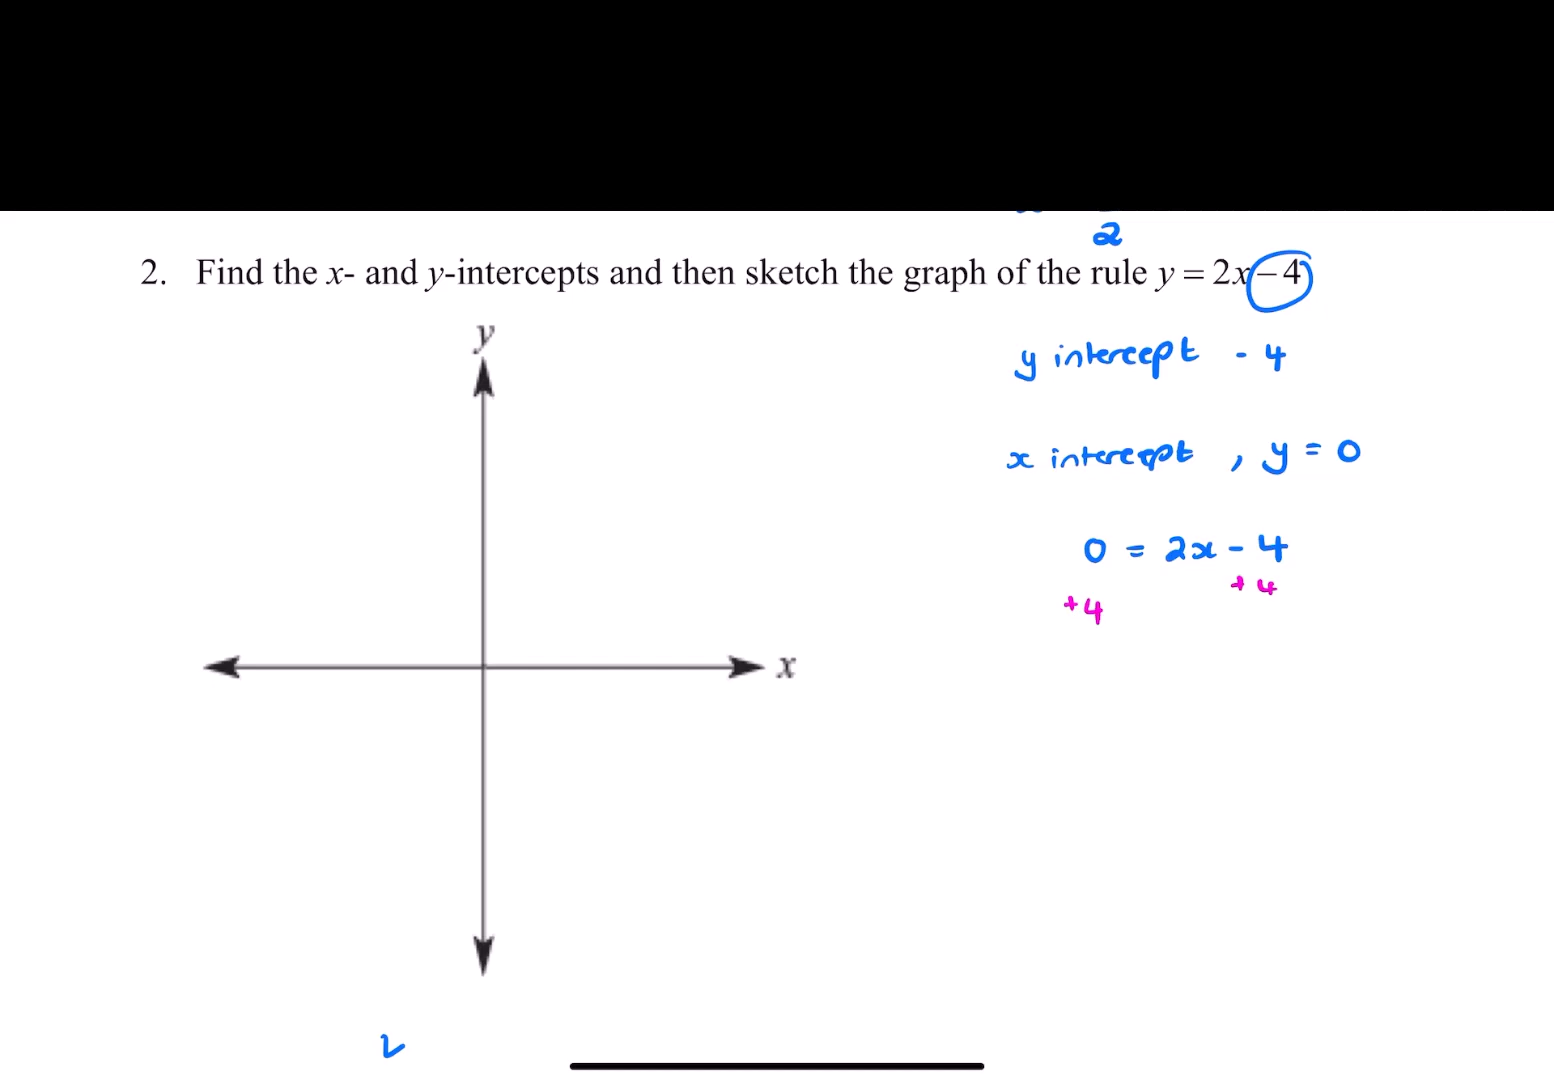 2
2. Find the x- and y-intercepts and then sketch the graph of the rule y = 2x – 4
y
y intercept - 4
x intercept , y = 0
0 = 2x - 4
+4
+4
x